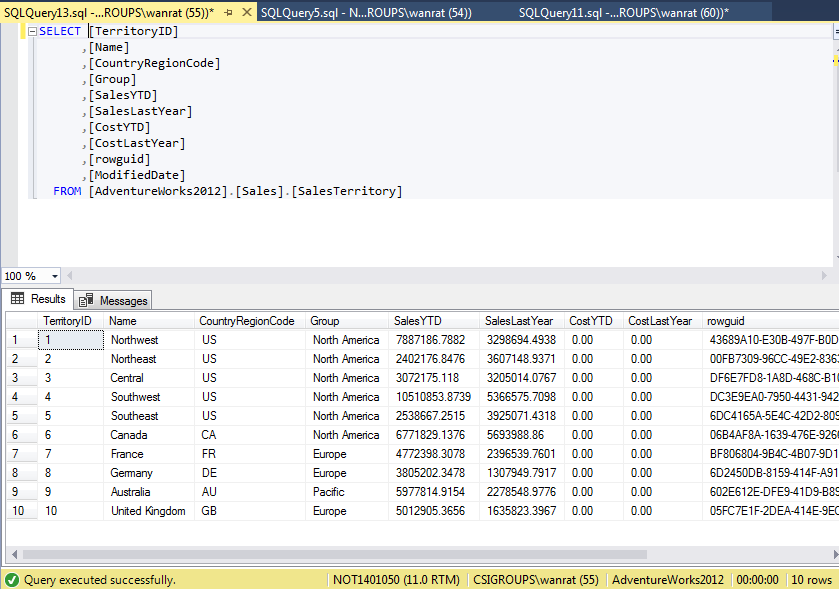 SQLQuery13.sql -...ROUPS\wanrat (55))* SQLQuery5.sql - N...ROUPS\wanrat (54)) SQLQuery11.sql -...ROUPS\wanrat (60))*
SELECT [TerritoryID]
,[Name]
,[CountryRegionCode]
,[Group]
,[SalesYTD]
,[SalesLastYear]
,[CostYTD]
,[CostLastYear]
,[rowguid]
,[ModifiedDate]
FROM [AdventureWorks2012].[Sales].[SalesTerritory]
100 %
Results Messages
TerritoryID Name CountryRegionCode Group SalesYTD SalesLastYear CostYTD CostLastYear rowguid
1 1 Northwest US North America 7887186.7882 3298694.4938 0.00 0.00 43689A10-E30B-497F-B0D
2 2 Northeast US North America 2402176.8476 3607148.9371 0.00 0.00 00FB7309-96CC-49E2-836
3 3 Central US North America 3072175.118 3205014.0767 0.00 0.00 DF6E7FD8-1A8D-468C-B10
4 4 Southwest US North America 10510853.8739 5366575.7098 0.00 0.00 DC3E9EA0-7950-4431-942
5 5 Southeast US North America 2538667.2515 3925071.4318 0.00 0.00 6DC4165A-5E4C-42D2-809
6 6 Canada CA North America 6771829.1376 5693988.86 0.00 0.00 06B4AF8A-1639-476E-926
7 7 France FR Europe 4772398.3078 2396539.7601 0.00 0.00 BF806804-9B4C-4B07-9D1
8 8 Germany DE Europe 3805202.3478 1307949.7917 0.00 0.00 6D2450DB-8159-414F-A91
9 9 Australia AU Pacific 5977814.9154 2278548.9776 0.00 0.00 602E612E-DFE9-41D9-B89
10 10 United Kingdom GB Europe 5012905.3656 1635823.3967 0.00 0.00 05FC7E1F-2DEA-414E-9EC
Query executed successfully. NOT1401050 (11.0 RTM) CSIGROUPS\wanrat (55) AdventureWorks2012 00:00:00 10 rows